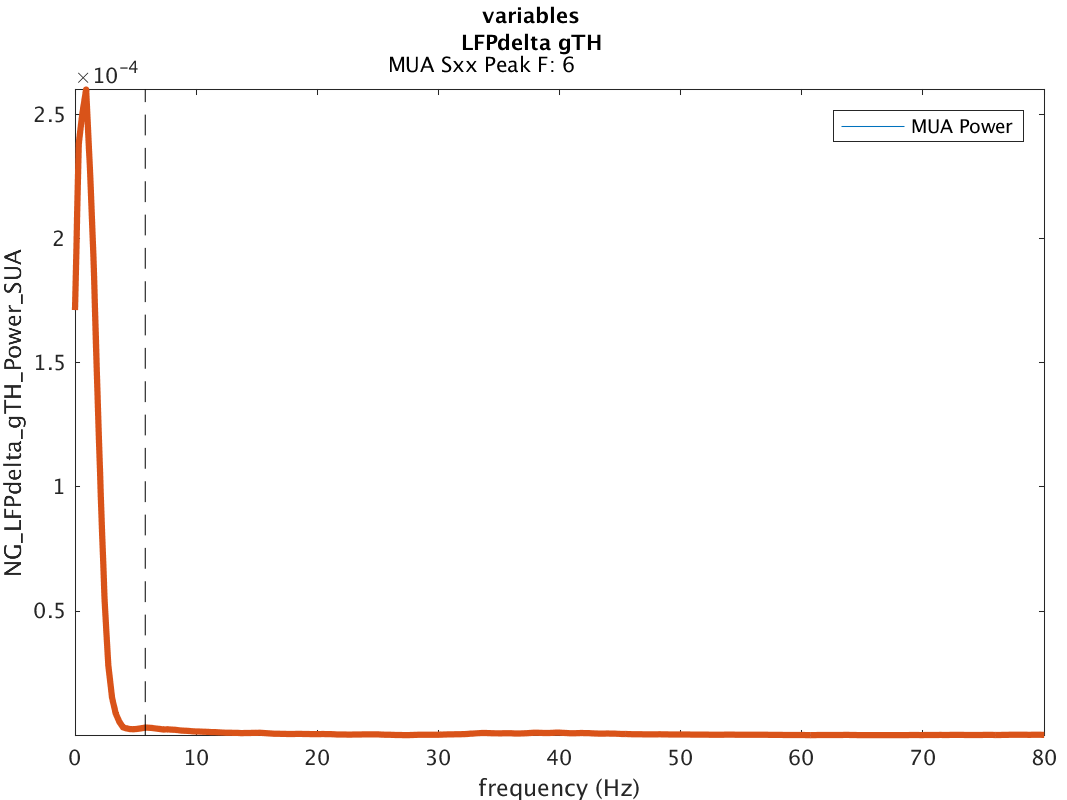 variables
LFPdelta gTH
MUA Sxx Peak F: 6
×10⁻⁴
MUA Power
2.5
2
1.5
1
0.5
NG_LFPdelta_gTH_Power_SUA
0 10 20 30 40 50 60 70 80
frequency (Hz)